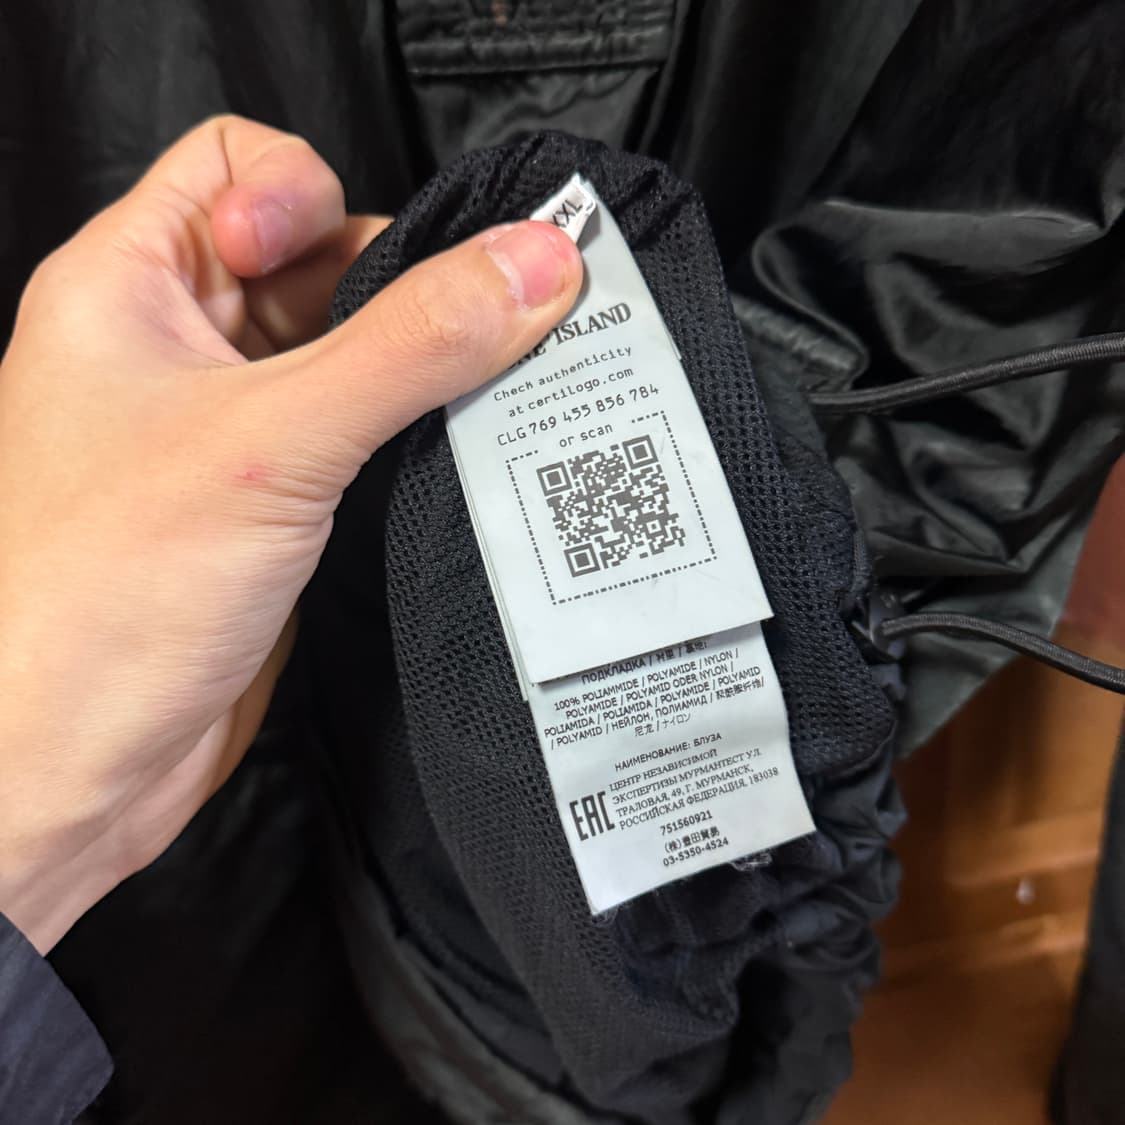 XXL
ISLAND
Check authenticity
at certilogo.com
CLG 769 455 856 784
or scan
ПОДКЛАДКА / 衬里 / 裏地:
100% POLIAMMIDE / POLYAMIDE / NYLON /
POLYAMIDE / POLYAMID ODER NYLON /
POLIAMIDA / POLIAMIDA / POLYAMIDE / POLYAMID
/ POLYAMID / НЕЙЛОН, ПОЛИАМИД / 聚酰胺纤维/
尼龙 / ナイロン
НАИМЕНОВАНИЕ: БЛУЗА
EAC
ЦЕНТР НЕЗАВИСИМОЙ
ЭКСПЕРТИЗЫ МУРМАНТЕСТ УЛ.
ТРАЛОВАЯ, 49, Г. МУРМАНСК,
РОССИЙСКАЯ ФЕДЕРАЦИЯ, 183038
751560921
(株)豊田貿易
03-5350-4524